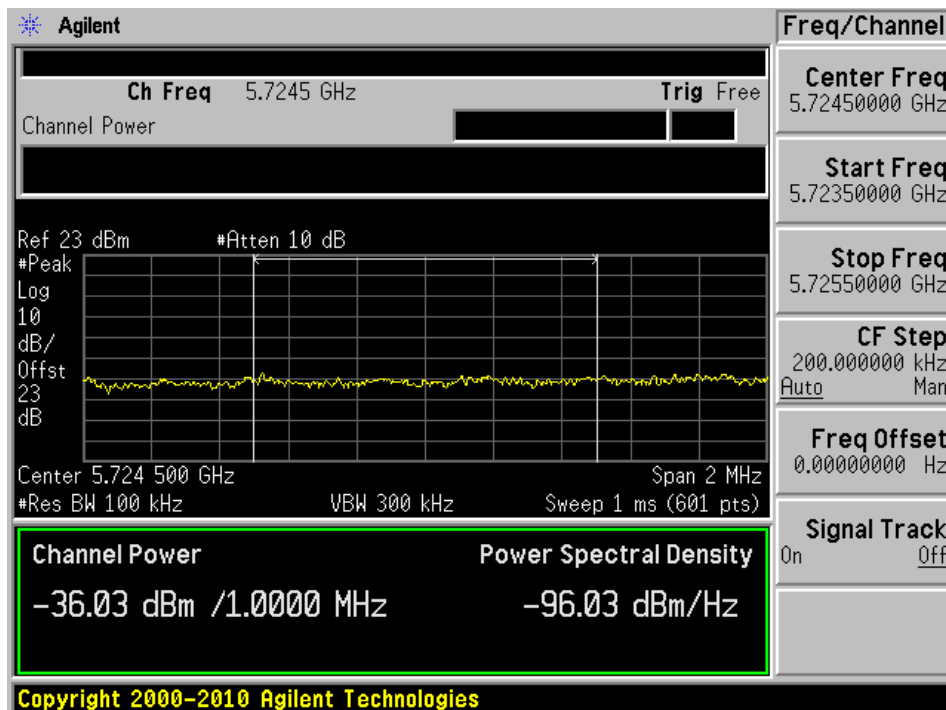 Agilent
Freq/Channel
Ch Freq 5.7245 GHz
Trig Free
Channel Power
Center Freq
5.72450000 GHz
Start Freq
5.72350000 GHz
Stop Freq
5.72550000 GHz
CF Step
200.000000 kHz
Auto Man
Freq Offset
0.00000000 Hz
Signal Track
On Off
Ref 23 dBm #Atten 10 dB
#Peak
Log
10
dB/
Offst
23
dB
Center 5.724 500 GHz Span 2 MHz
#Res BW 100 kHz VBW 300 kHz Sweep 1 ms (601 pts)
Channel Power
-36.03 dBm /1.0000 MHz
Power Spectral Density
-96.03 dBm/Hz
Copyright 2000-2010 Agilent Technologies